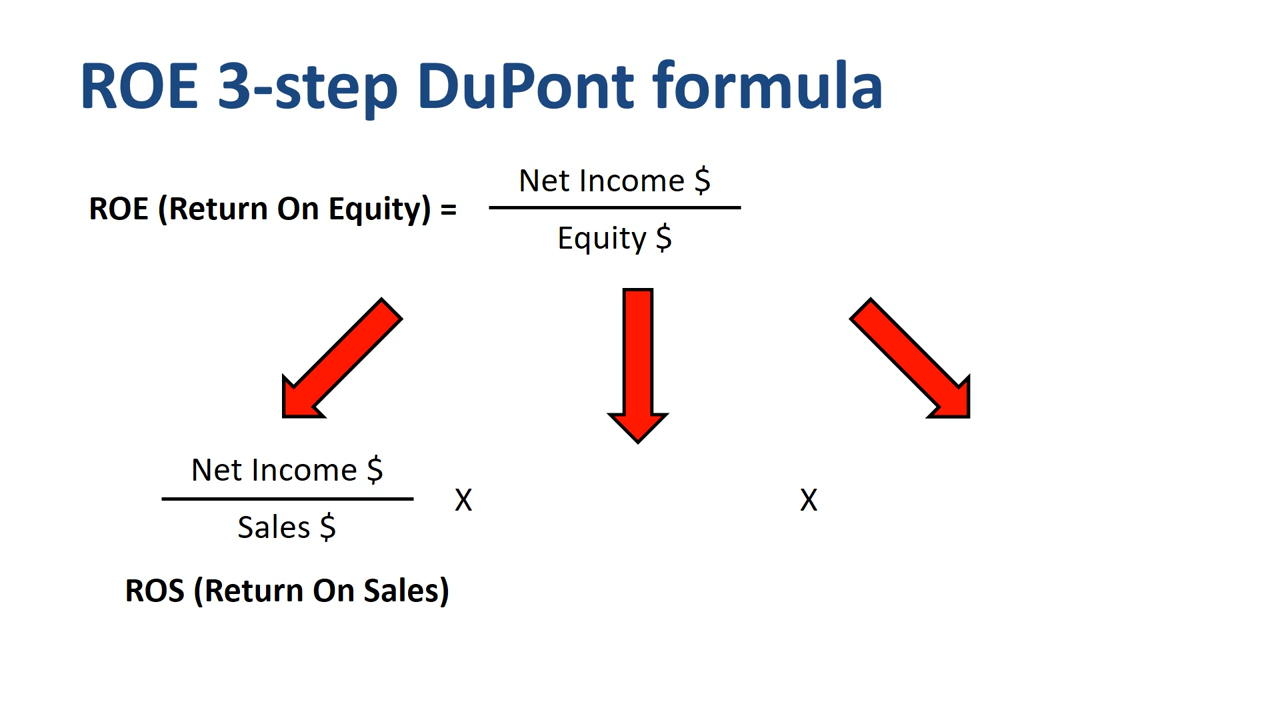 ROE 3-step DuPont formula
Net Income $
ROE (Return On Equity) =
Equity $
Net Income $
X
X
Sales $
ROS (Return On Sales)